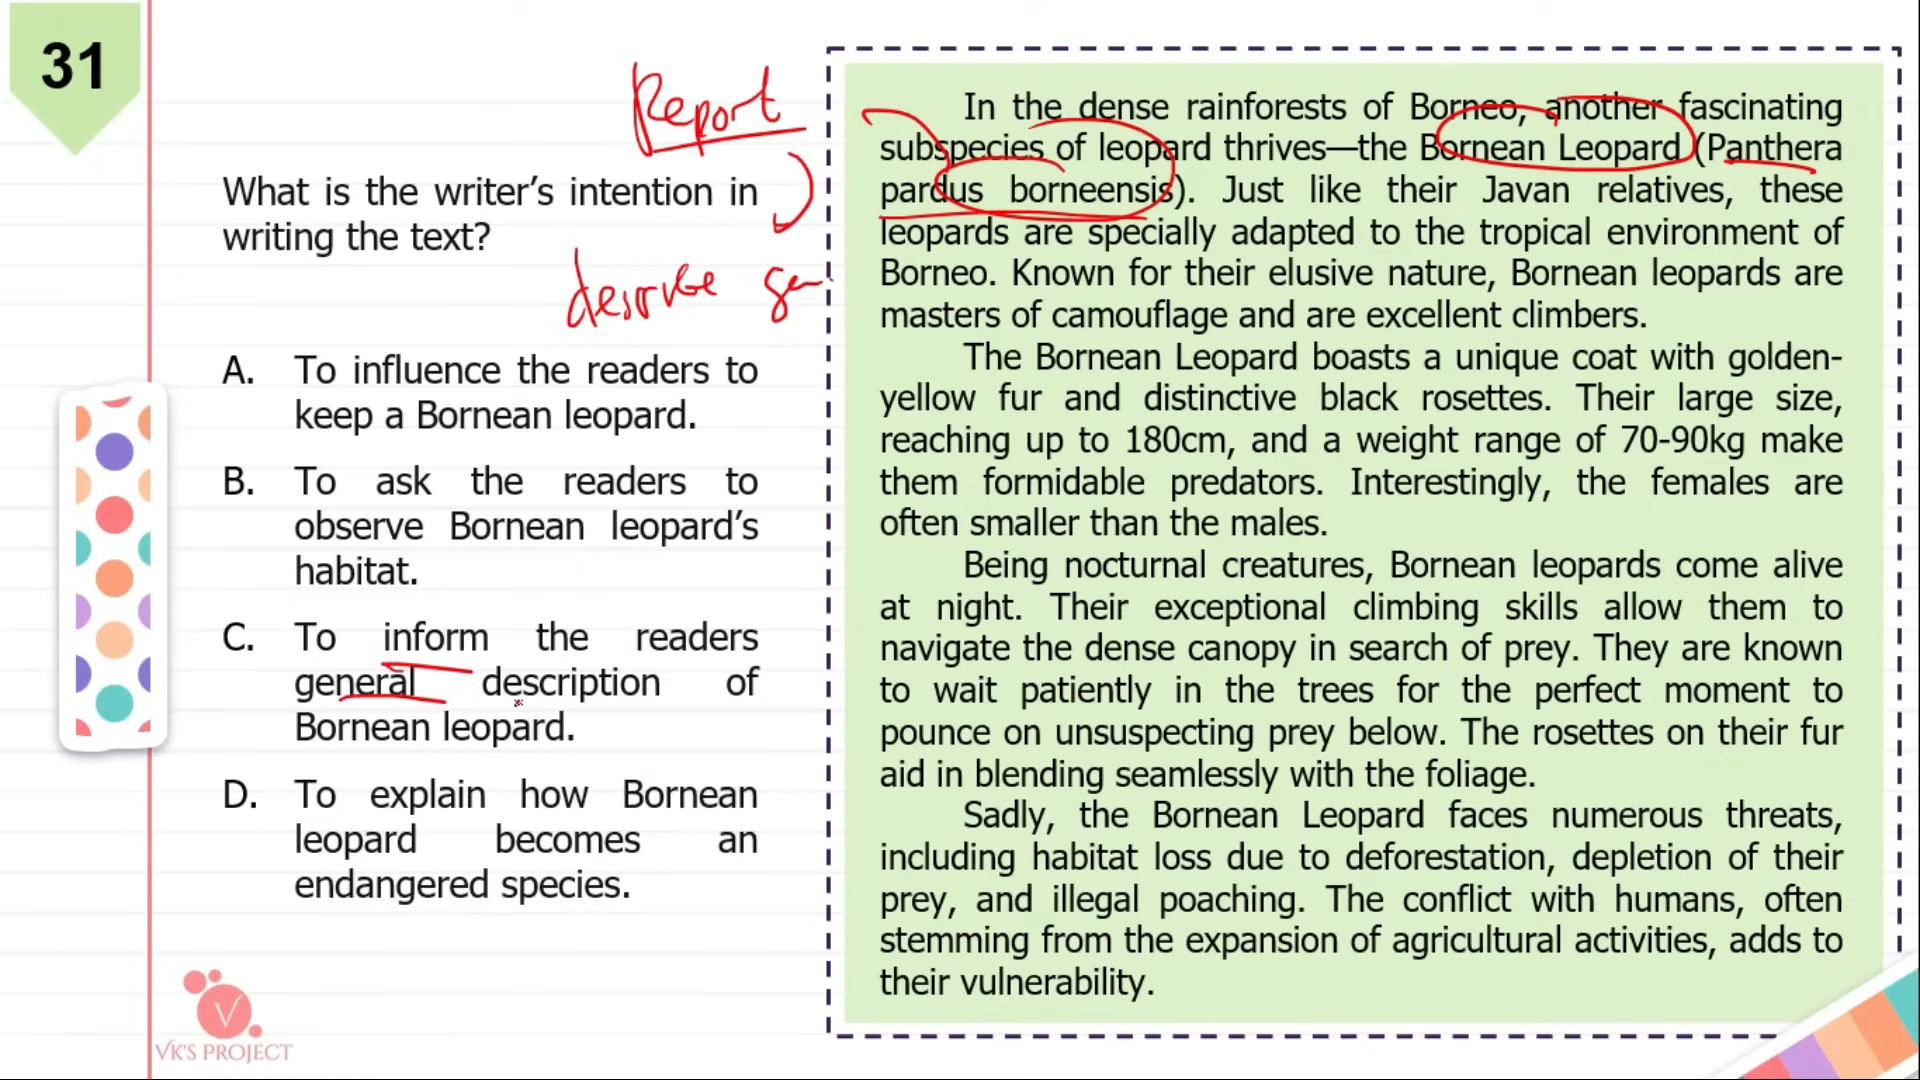 31
Report
What is the writer's intention in
writing the text?
A. To influence the readers to
keep a Bornean leopard.
B. To ask the readers to
observe Bornean leopard's
habitat.
C. To inform the readers
general description of
Bornean leopard.
D. To explain how Bornean
leopard becomes an
endangered species.
VK'S PROJECT
In the dense rainforests of Borneo, another fascinating
subspecies of leopard thrives—the Bornean Leopard (Panthera
pardus borneensis). Just like their Javan relatives, these
leopards are specially adapted to the tropical environment of
Borneo. Known for their elusive nature, Bornean leopards are
masters of camouflage and are excellent climbers.
The Bornean Leopard boasts a unique coat with golden-
yellow fur and distinctive black rosettes. Their large size,
reaching up to 180cm, and a weight range of 70-90kg make
them formidable predators. Interestingly, the females are
often smaller than the males.
Being nocturnal creatures, Bornean leopards come alive
at night. Their exceptional climbing skills allow them to
navigate the dense canopy in search of prey. They are known
to wait patiently in the trees for the perfect moment to
pounce on unsuspecting prey below. The rosettes on their fur
aid in blending seamlessly with the foliage.
Sadly, the Bornean Leopard faces numerous threats,
including habitat loss due to deforestation, depletion of their
prey, and illegal poaching. The conflict with humans, often
stemming from the expansion of agricultural activities, adds to
their vulnerability.